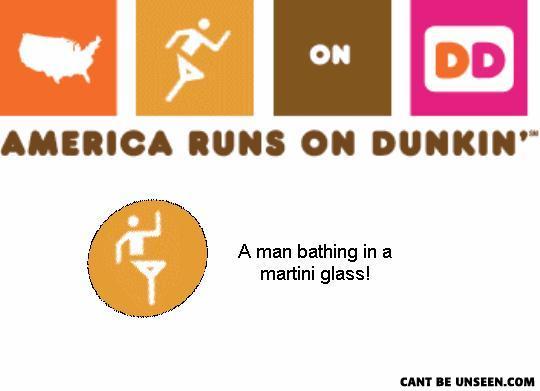 ON
DD
AMERICA RUNS ON DUNKIN'℠
A man bathing in a
martini glass!
CANT BE UNSEEN.COM